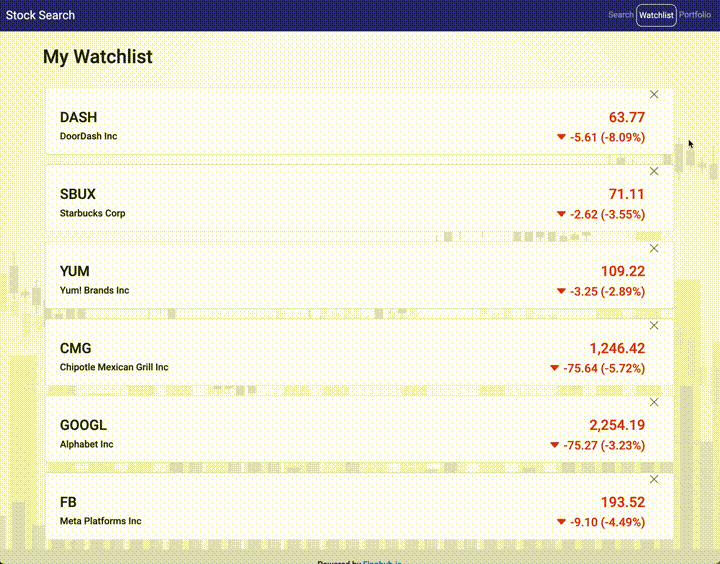 Stock Search
Search Watchlist Portfolio
My Watchlist
DASH 63.77
DoorDash Inc -5.61 (-8.09%)
SBUX 71.11
Starbucks Corp -2.62 (-3.55%)
YUM 109.22
Yum! Brands Inc -3.25 (-2.89%)
CMG 1,246.42
Chipotle Mexican Grill Inc -75.64 (-5.72%)
GOOGL 2,254.19
Alphabet Inc -75.27 (-3.23%)
FB 193.52
Meta Platforms Inc -9.10 (-4.49%)
Powered by Finnhub.io